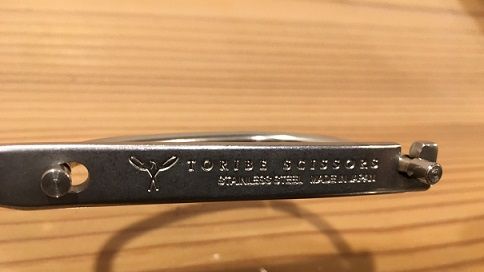 TORIBE SCISSORS
STAINLESS STEEL MADE IN JAPAN